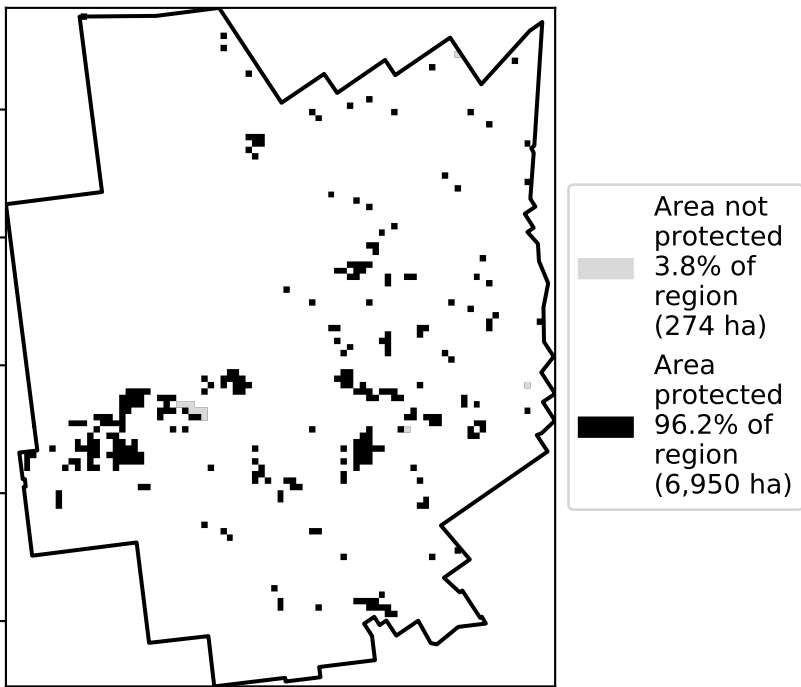 Area not
protected
3.8% of
region
(274 ha)
Area
protected
96.2% of
region
(6,950 ha)